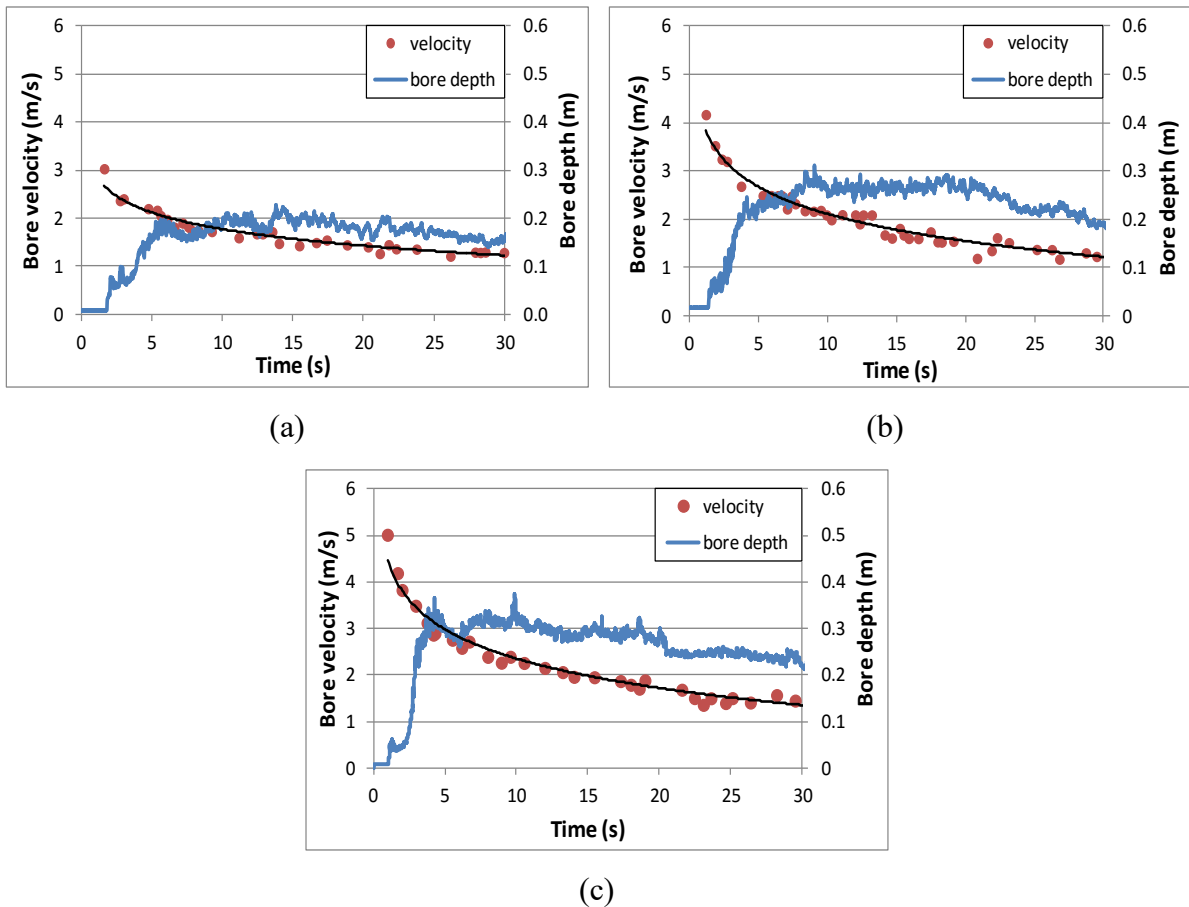 6
5
4
3
2
1
0
0.6
0.5
0.4
0.3
0.2
0.1
0.0
0 5 10 15 20 25 30
Bore velocity (m/s)
Bore depth (m)
Time (s)
velocity
bore depth
(a)
6
5
4
3
2
1
0
0.6
0.5
0.4
0.3
0.2
0.1
0
0 5 10 15 20 25 30
Bore velocity (m/s)
Bore depth (m)
Time (s)
velocity
bore depth
(b)
6
5
4
3
2
1
0
0.6
0.5
0.4
0.3
0.2
0.1
0
0 5 10 15 20 25 30
Bore velocity (m/s)
Bore depth (m)
Time (s)
velocity
bore depth
(c)